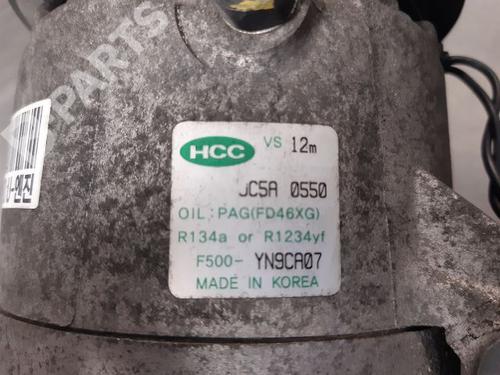 B-PARTS
HCC VS 12m
JC5A 0550
OIL:PAG(FD46XG)
R134a or R1234yf
F500- YN9CA07
MADE IN KOREA